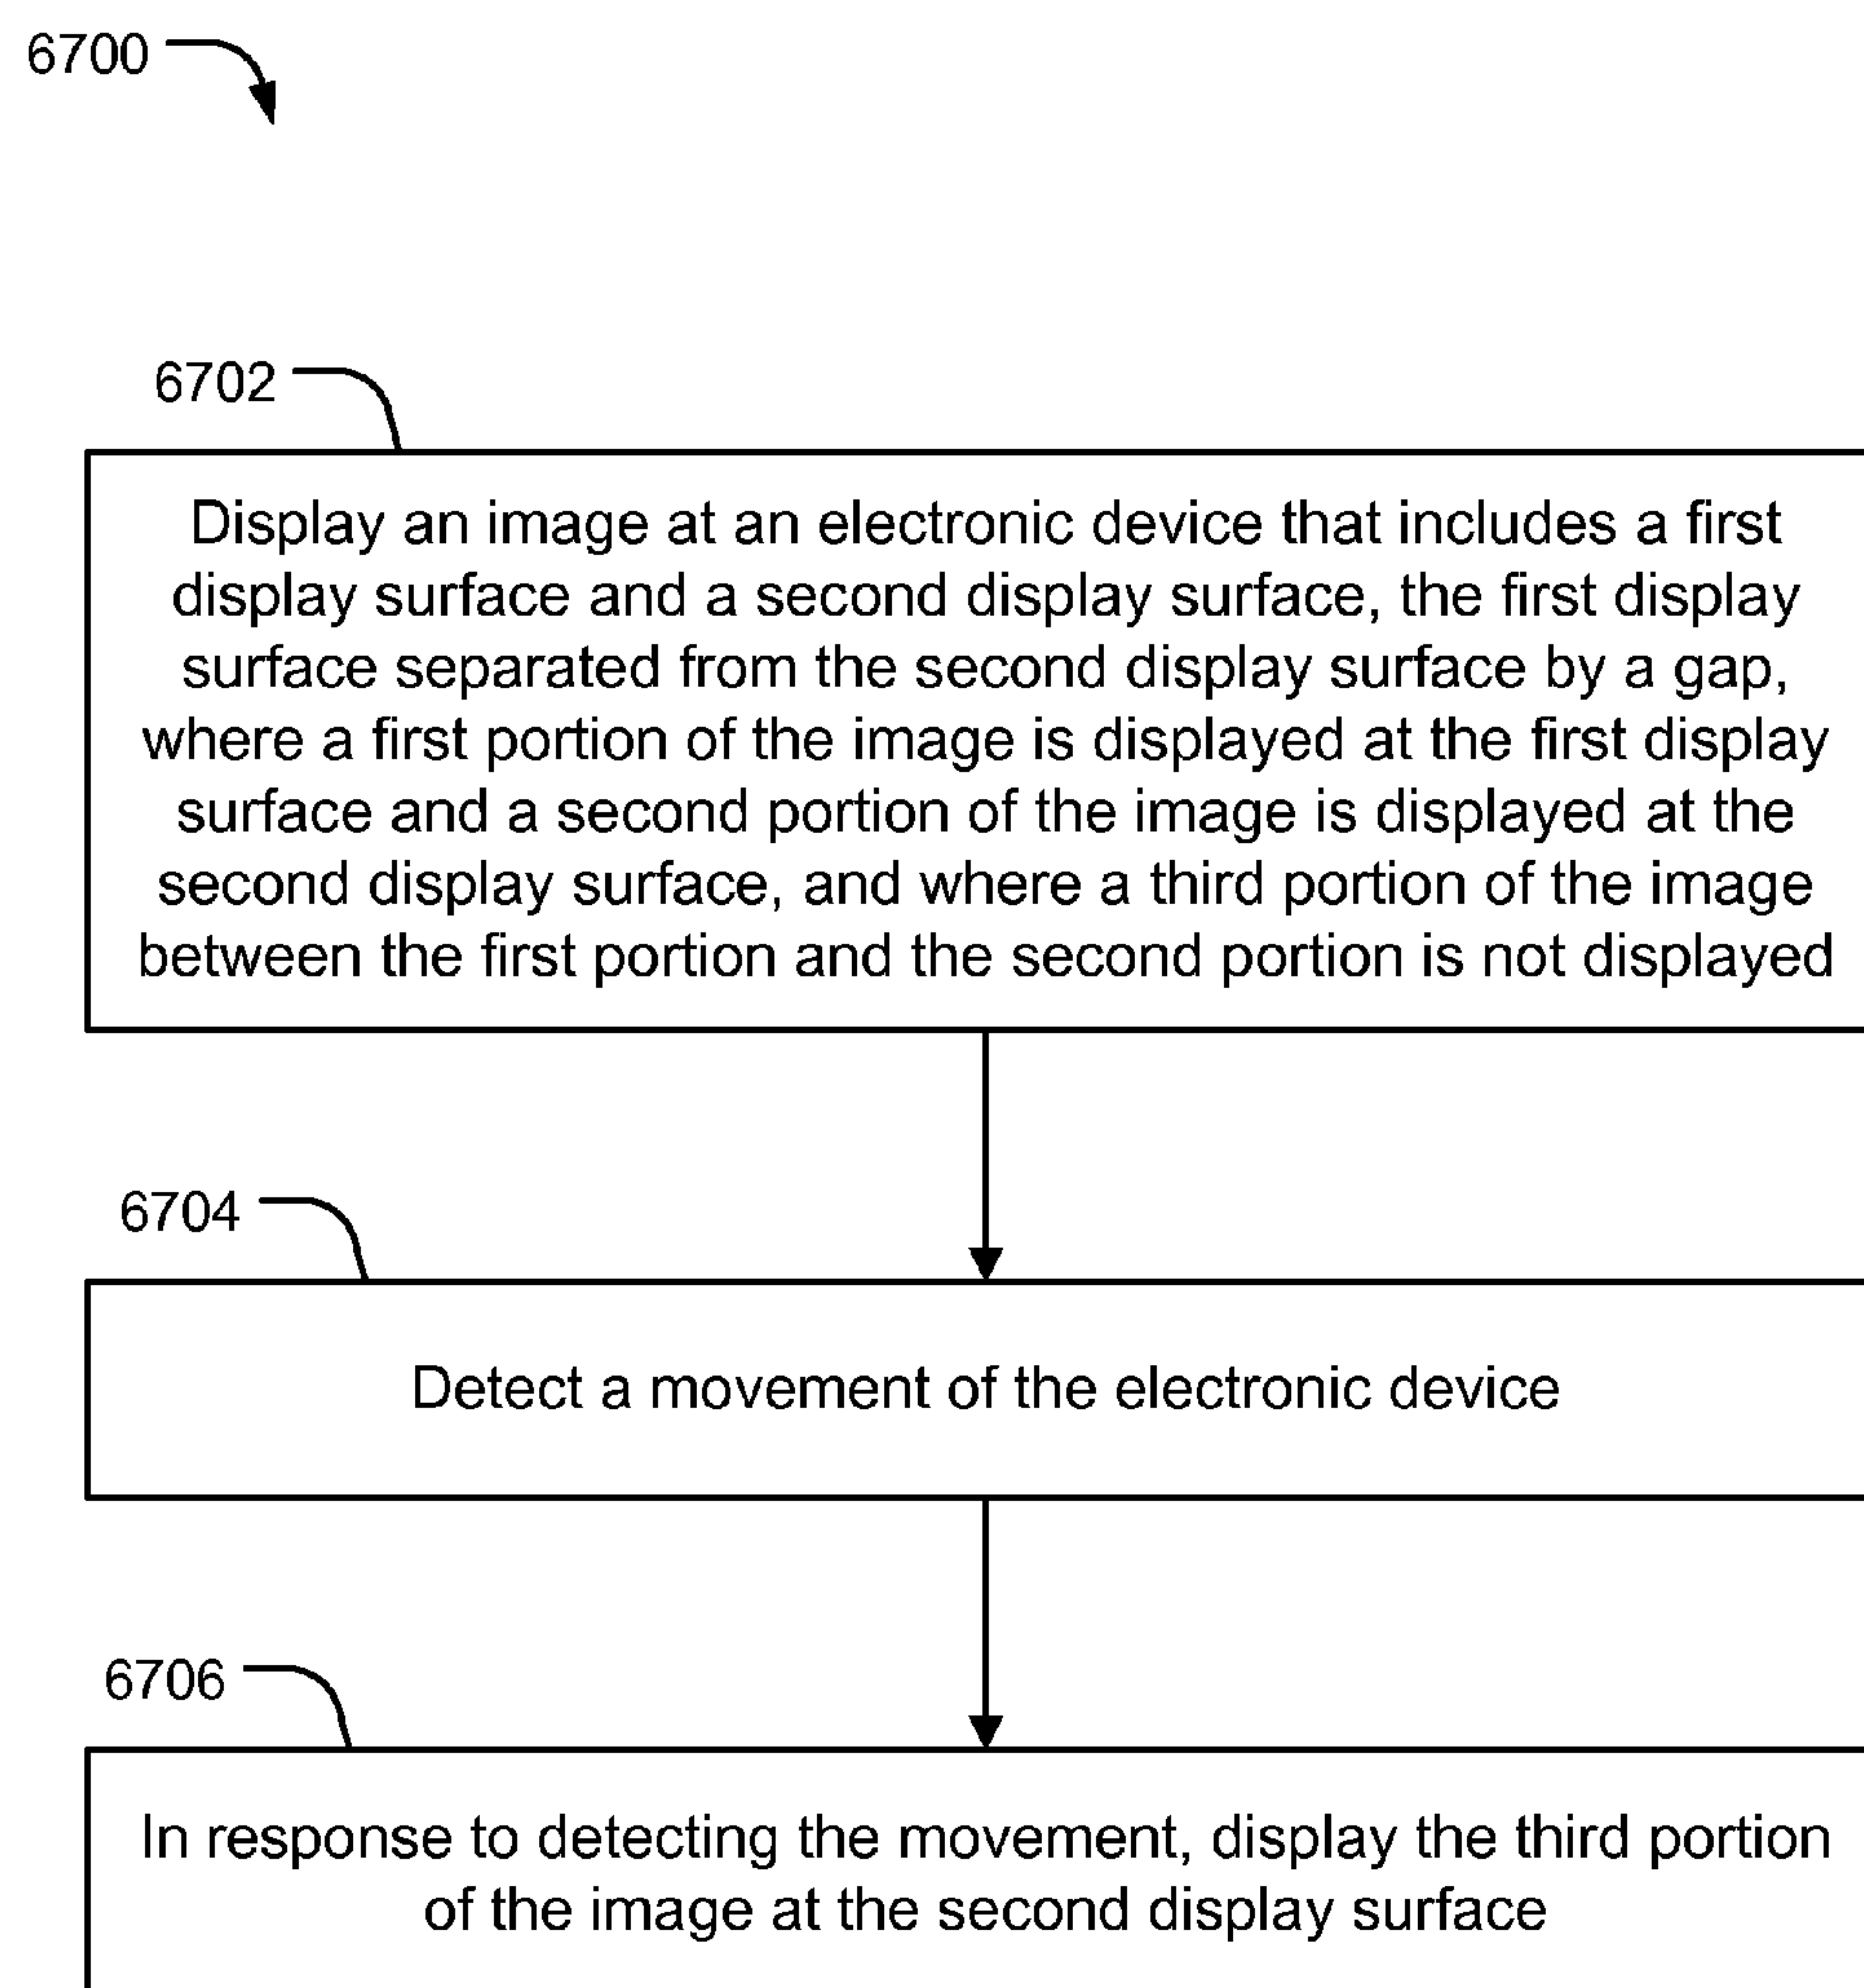 6700
6702
Display an image at an electronic device that includes a first
display surface and a second display surface, the first display
surface separated from the second display surface by a gap,
where a first portion of the image is displayed at the first display
surface and a second portion of the image is displayed at the
second display surface, and where a third portion of the image
between the first portion and the second portion is not displayed
6704
Detect a movement of the electronic device
6706
In response to detecting the movement, display the third portion
of the image at the second display surface